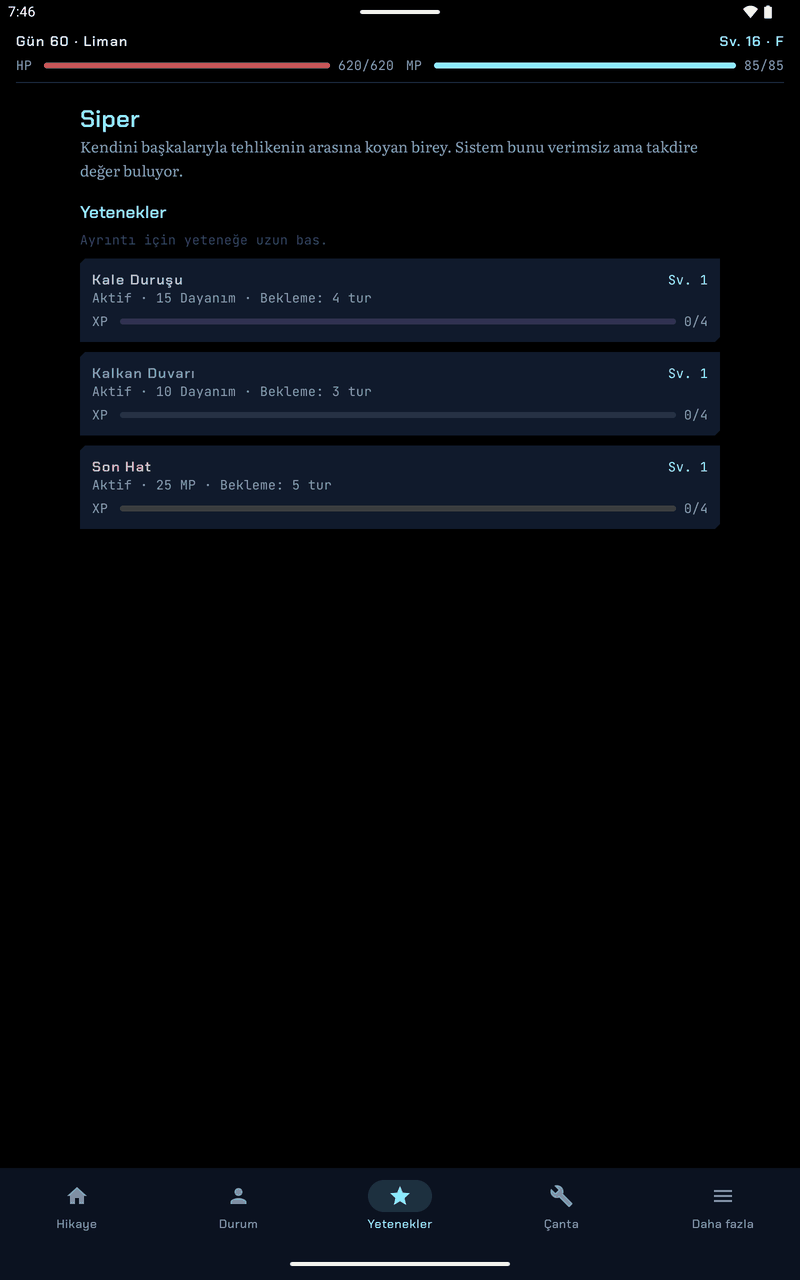 7:46
Gün 60 · Liman
Sv. 16 · F
HP 620/620 MP 85/85
Siper
Kendini başkalarıyla tehlikenin arasına koyan birey. Sistem bunu verimsiz ama takdire
değer buluyor.
Yetenekler
Ayrıntı için yeteneğe uzun bas.
Kale Duruşu Sv. 1
Aktif · 15 Dayanım · Bekleme: 4 tur
XP 0/4
Kalkan Duvarı Sv. 1
Aktif · 10 Dayanım · Bekleme: 3 tur
XP 0/4
Son Hat Sv. 1
Aktif · 25 MP · Bekleme: 5 tur
XP 0/4
Hikaye Durum Yetenekler Çanta Daha fazla